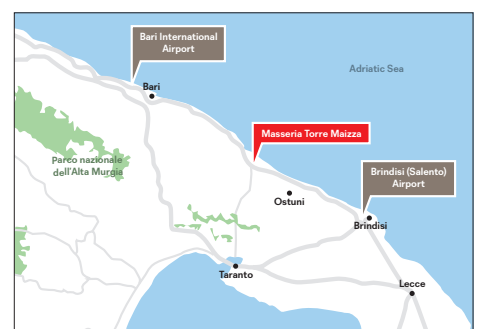 Bari International
Airport
Adriatic Sea
Bari
Masseria Torre Maizza
Parco nazionale
dell'Alta Murgia
Brindisi (Salento)
Airport
Ostuni
Brindisi
Taranto
Lecce